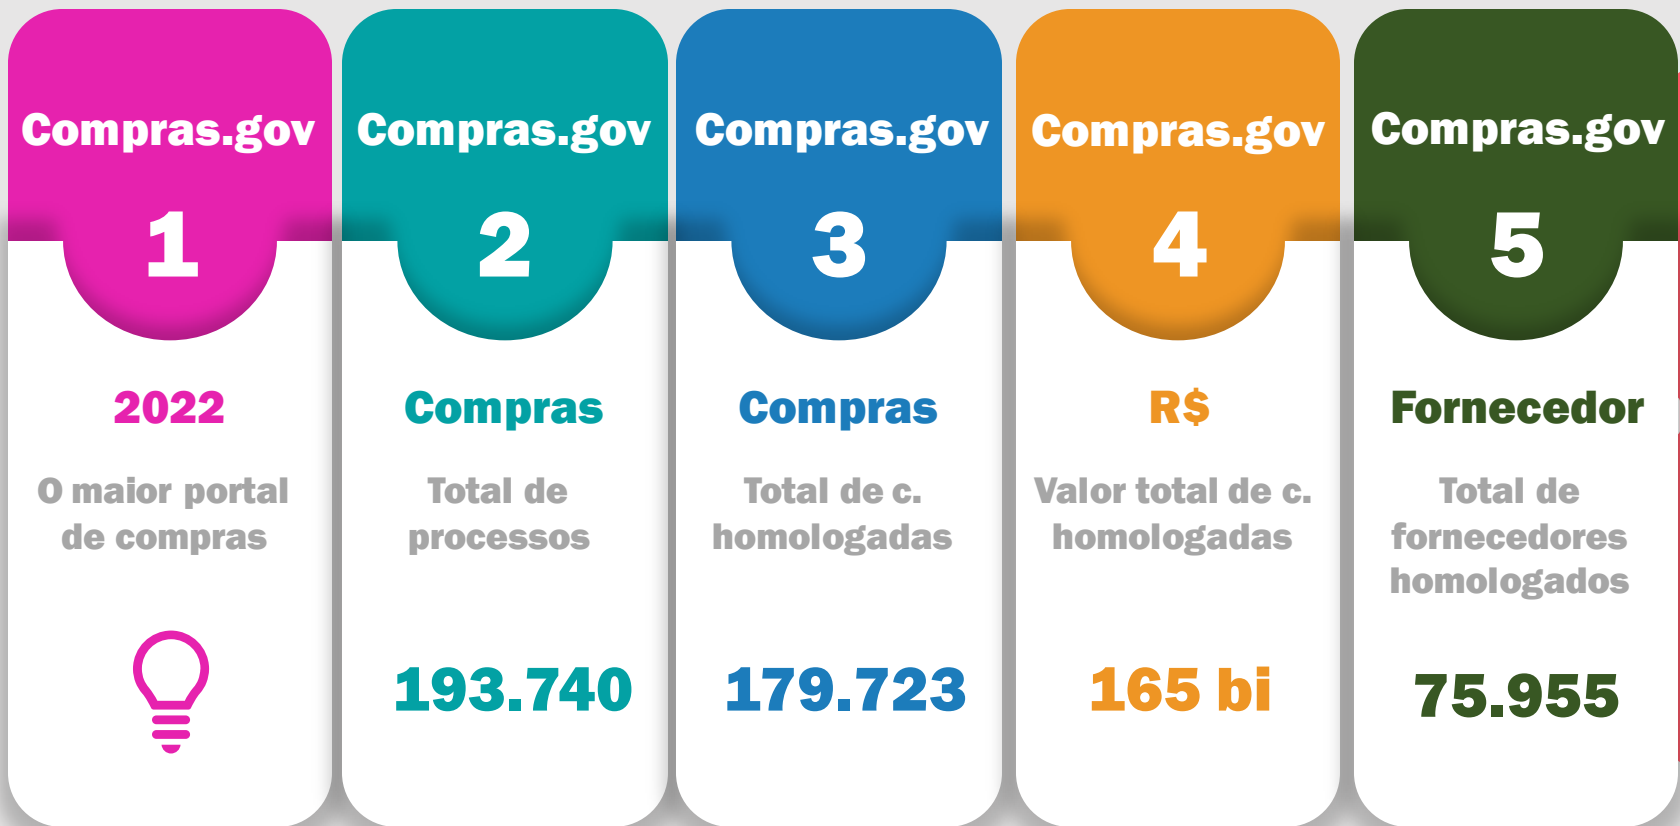 Compras.gov
1
2022
O maior portal
de compras
Compras.gov
2
Compras
Total de
processos
193.740
Compras.gov
3
Compras
Total de c.
homologadas
179.723
Compras.gov
4
R$
Valor total de c.
homologadas
165 bi
Compras.gov
5
Fornecedor
Total de
fornecedores
homologados
75.955